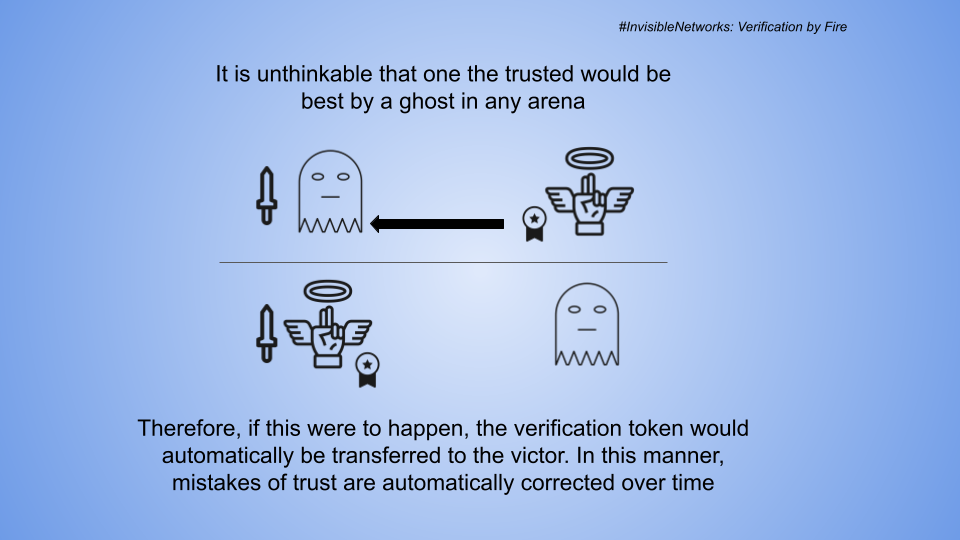 #InvisibleNetworks: Verification by Fire
It is unthinkable that one the trusted would be
best by a ghost in any arena
Therefore, if this were to happen, the verification token would
automatically be transferred to the victor. In this manner,
mistakes of trust are automatically corrected over time